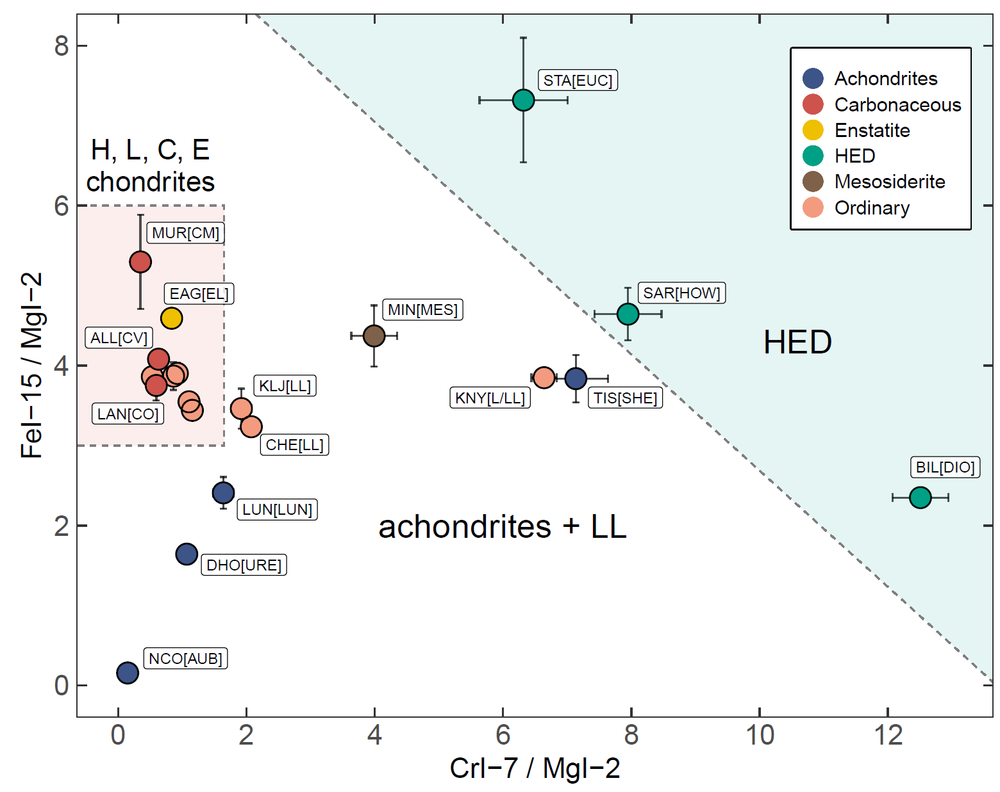 8
STA[EUC]
Achondrites
Carbonaceous
Enstatite
HED
Mesosiderite
Ordinary
H, L, C, E
chondrites
6
MUR[CM]
EAG[EL]
SAR[HOW]
MIN[MES]
ALL[CV]
HED
4
KLJ[LL]
KNY[L/LL]
TIS[SHE]
LAN[CO]
CHE[LL]
BIL[DIO]
LUN[LUN]
achondrites + LL
2
DHO[URE]
NCO[AUB]
0
FeI−15 / MgI−2
0 2 4 6 8 10 12
CrI−7 / MgI−2